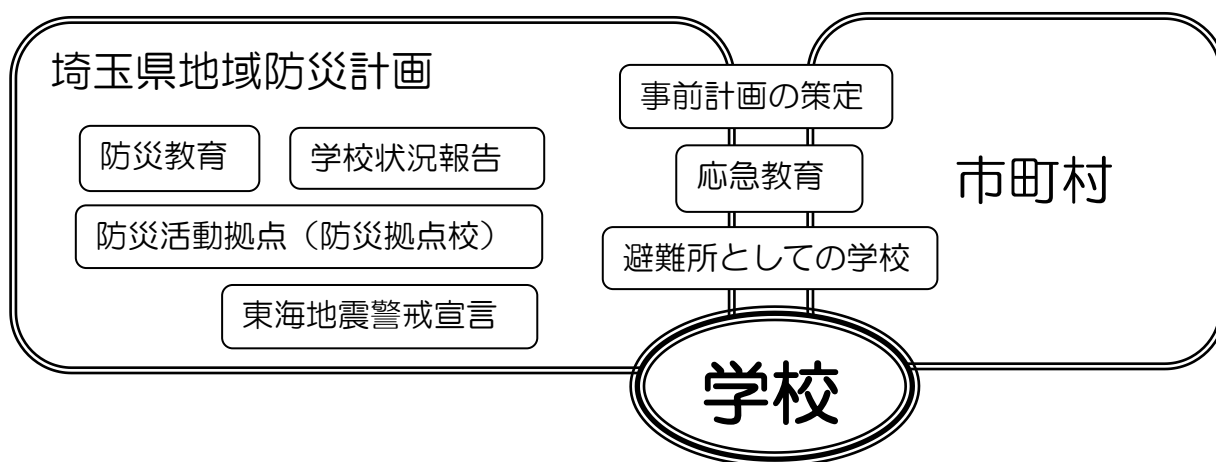 埼玉県地域防災計画
事前計画の策定
防災教育
学校状況報告
応急教育
市町村
防災活動拠点（防災拠点校）
避難所としての学校
東海地震警戒宣言
学校